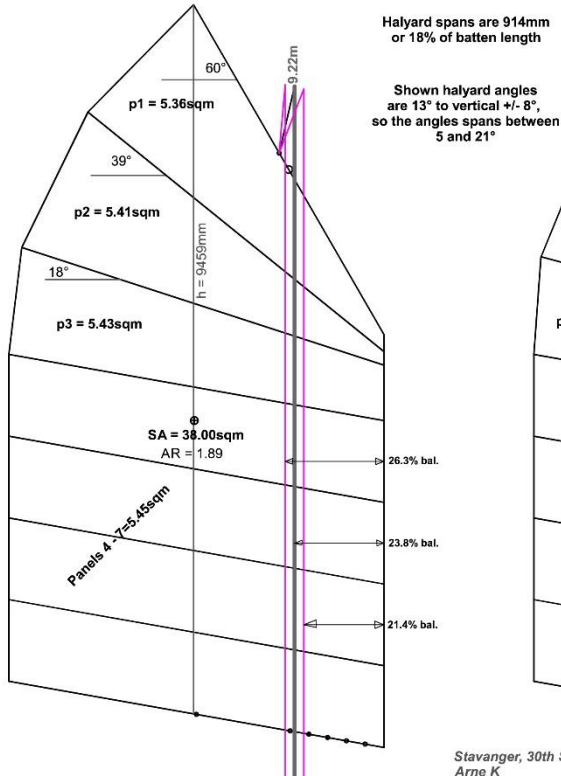 Halyard spans are 914mm
or 18% of batten length
9.22m
60°
Shown halyard angles
are 13° to vertical +/- 8°,
so the angles spans between
5 and 21°
p1 = 5.36sqm
39°
p2 = 5.41sqm
h = 9459mm
18°
p3 = 5.43sqm
p
SA = 38.00sqm
AR = 1.89
26.3% bal.
Panels 4 - 7=5.45sqm
23.8% bal.
21.4% bal.
Stavanger, 30th S
Arne K